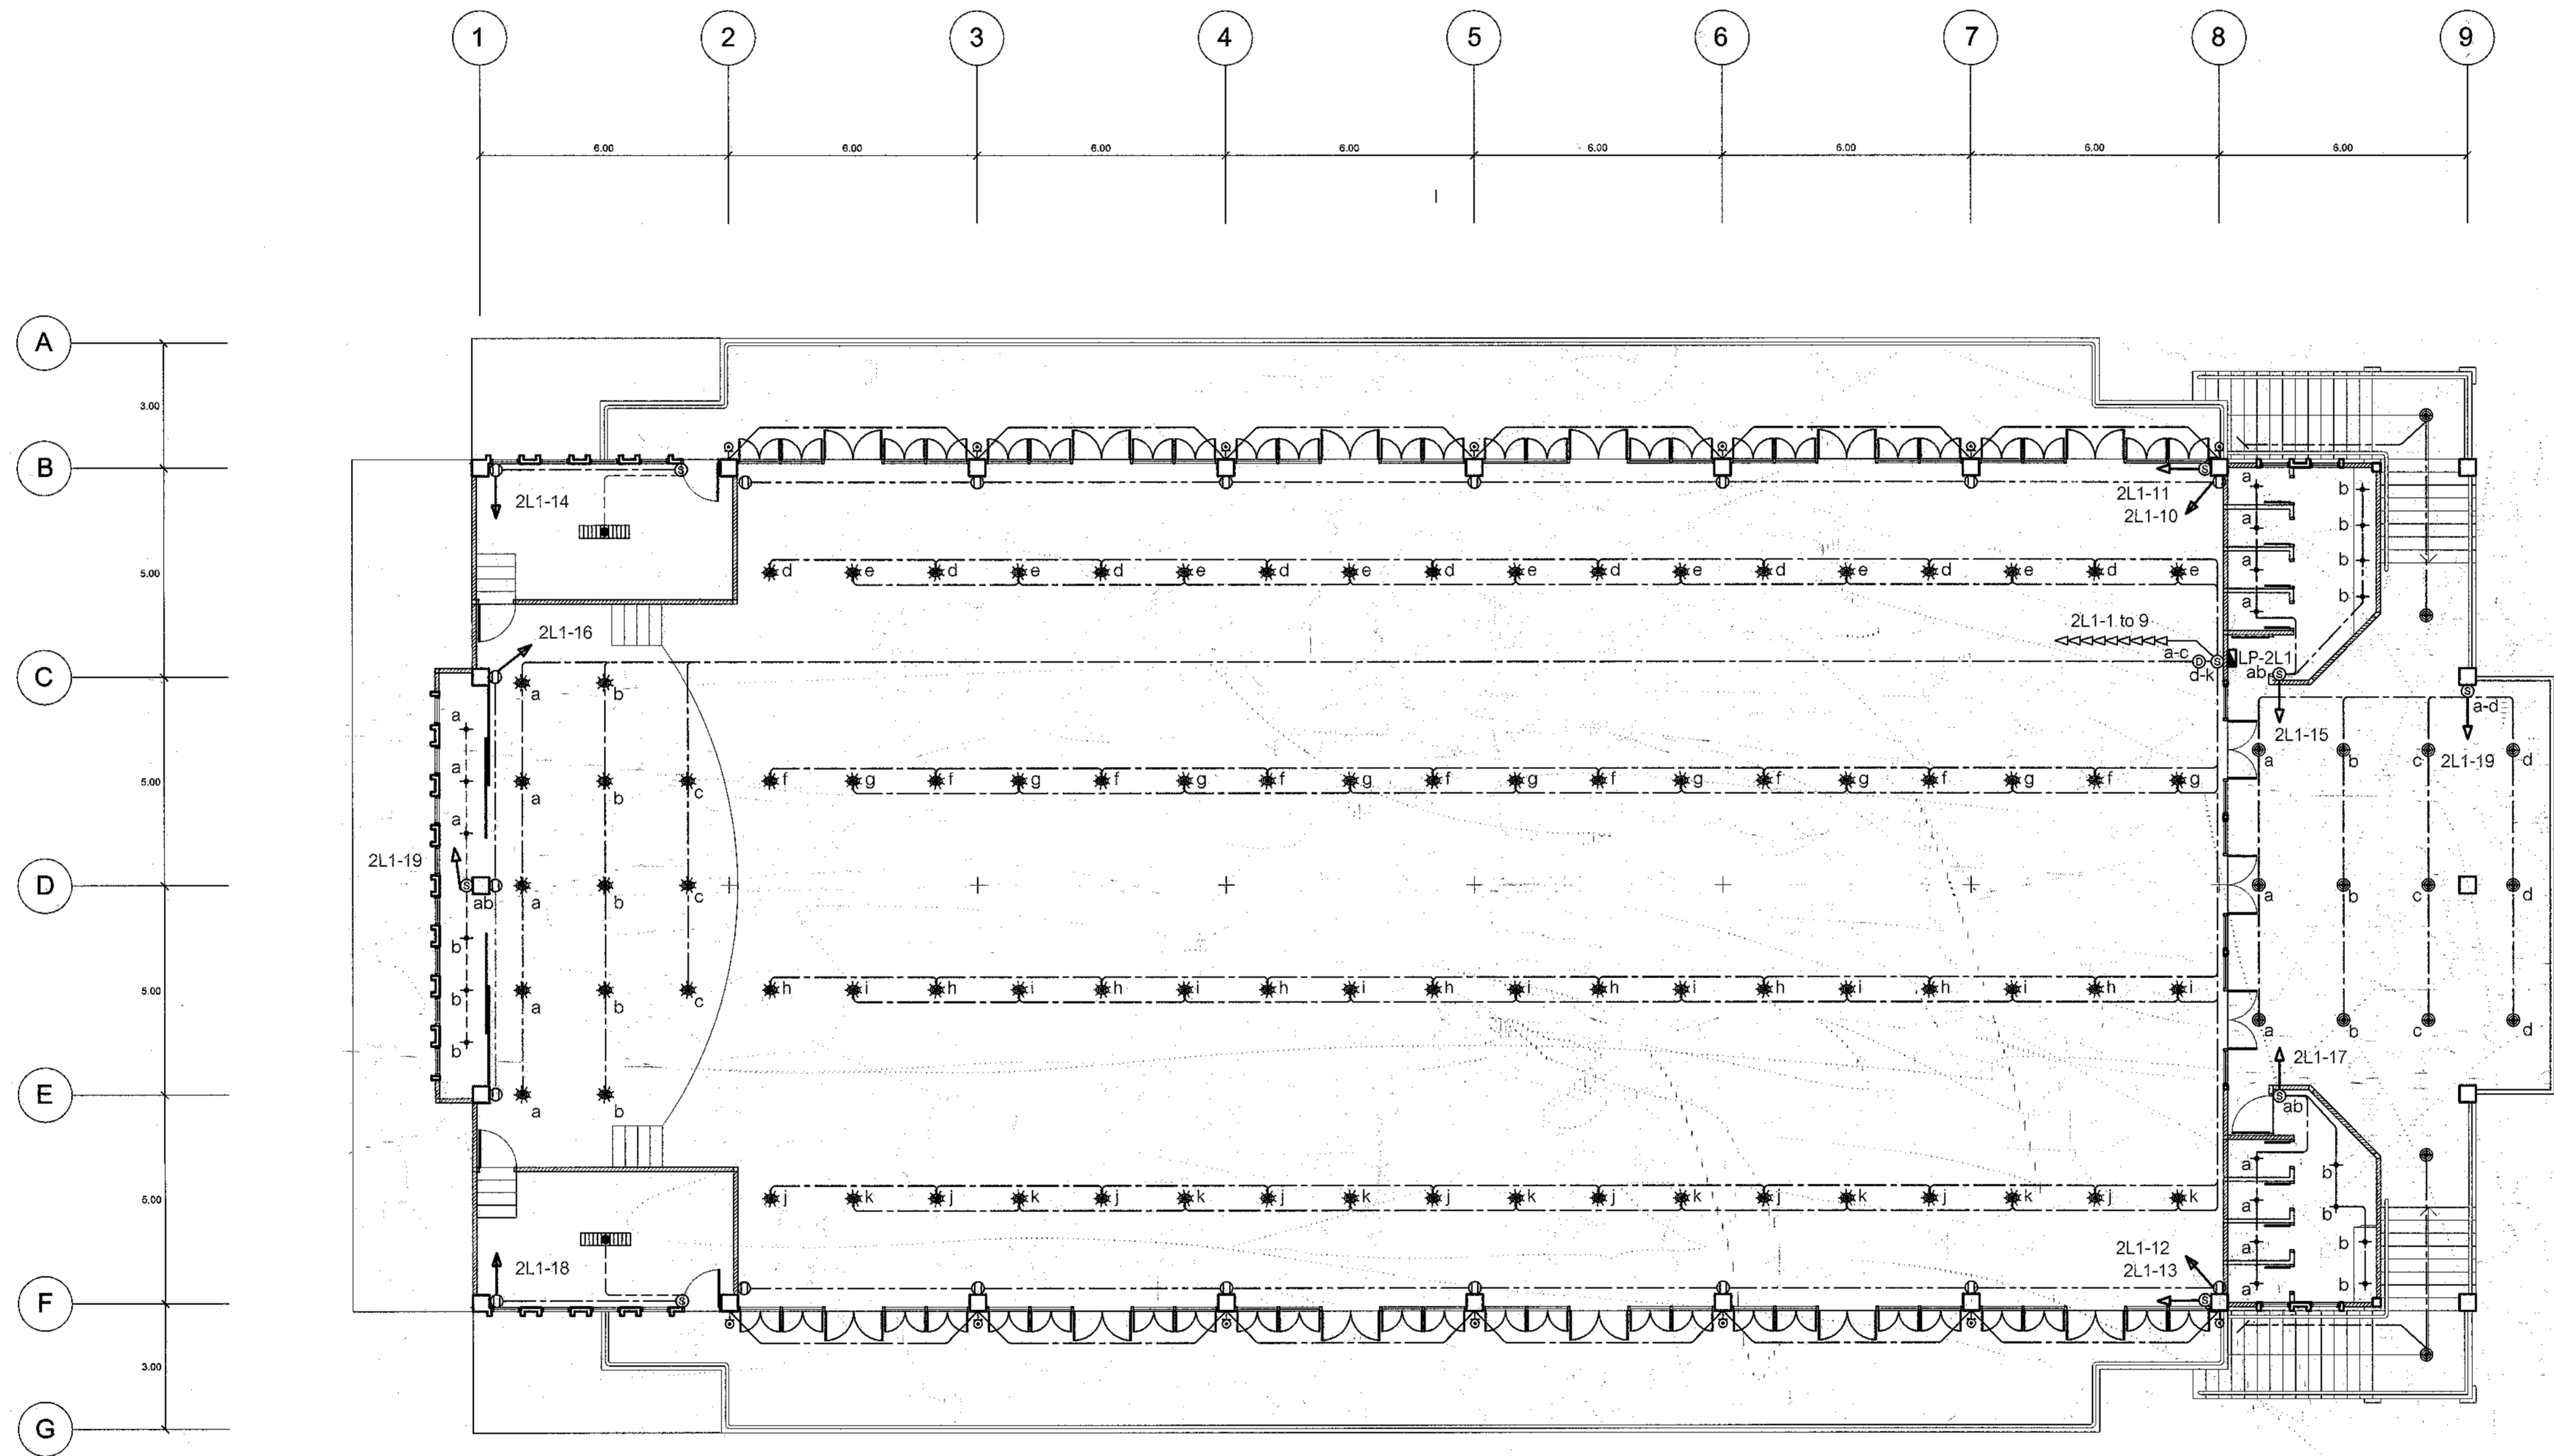 1 2 3 4 5 6 7 8 9
6.00 6.00 6.00 6.00 6.00 6.00 6.00 6.00
A
3.00
B
2L1-14
2L1-11
2L1-10
a b
b
a
5.00
d e d e d e d e d e d e d e d e d e
a b
a b
2L1-16
2L1-1 to 9
a-c
LP-2L1
C
d-k
ab
a b
a-d
a
2L1-15
a
5.00
a b c
f g f g f g f g f g f g f g f g f g
a b c d
2L1-19
a
2L1-19
D
ab
a b c
a b c d
b
5.00
b
a b c
h i h i h i h i h i h i h i h i h i
a b c d
b
2L1-17
E
a b
ab
a b
5.00
j k j k j k j k j k j k j k j k j k
a
b
a b
2L1-18
2L1-12
2L1-13
a b
F
3.00
G